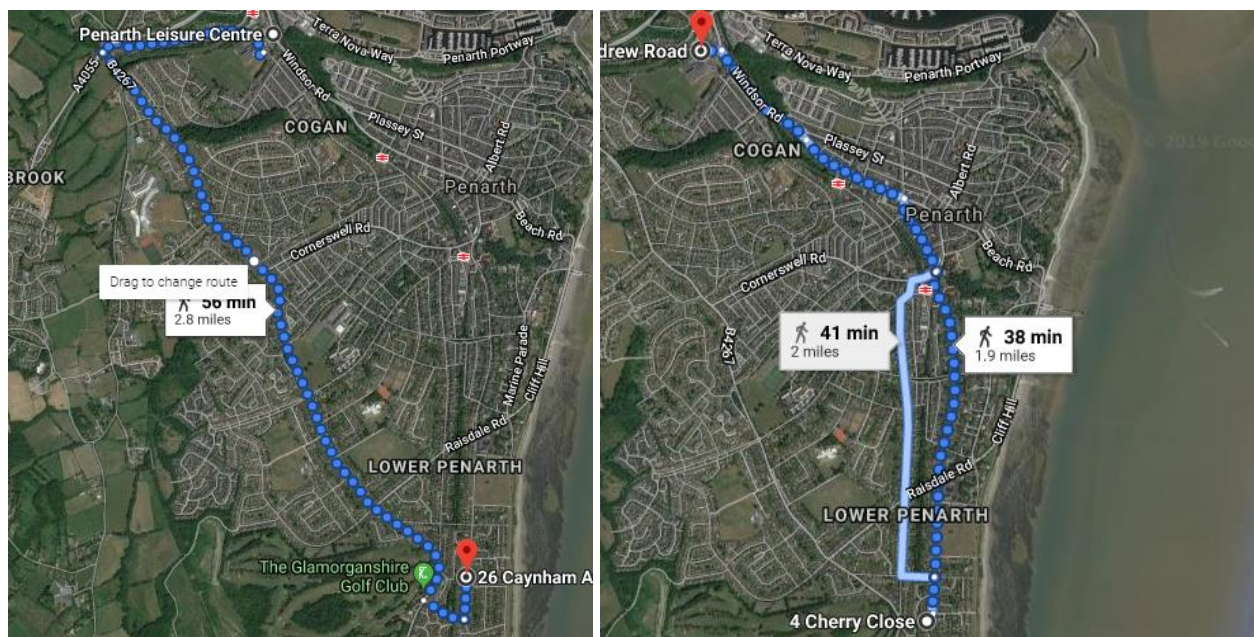 Penarth Leisure Centre
Terra Nova Way
Penarth Portway
A4055
B4267
Windsor Rd
COGAN
Plassey St
Albert Rd
BROOK
Penarth
Beach Rd
Cornerswell Rd
Drag to change route
56 min
2.8 miles
Marine Parade
Cliff Hill
Raisdale Rd
LOWER PENARTH
The Glamorganshire
Golf Club
26 Caynham A
drew Road
Terra Nova Way
Penarth Portway
Windsor Rd
COGAN
Plassey St
Albert Rd
© 2019 Goog
Penarth
Beach Rd
Cornerswell Rd
41 min
2 miles
38 min
1.9 miles
B4267
Cliff Hill
Raisdale Rd
LOWER PENARTH
4 Cherry Close